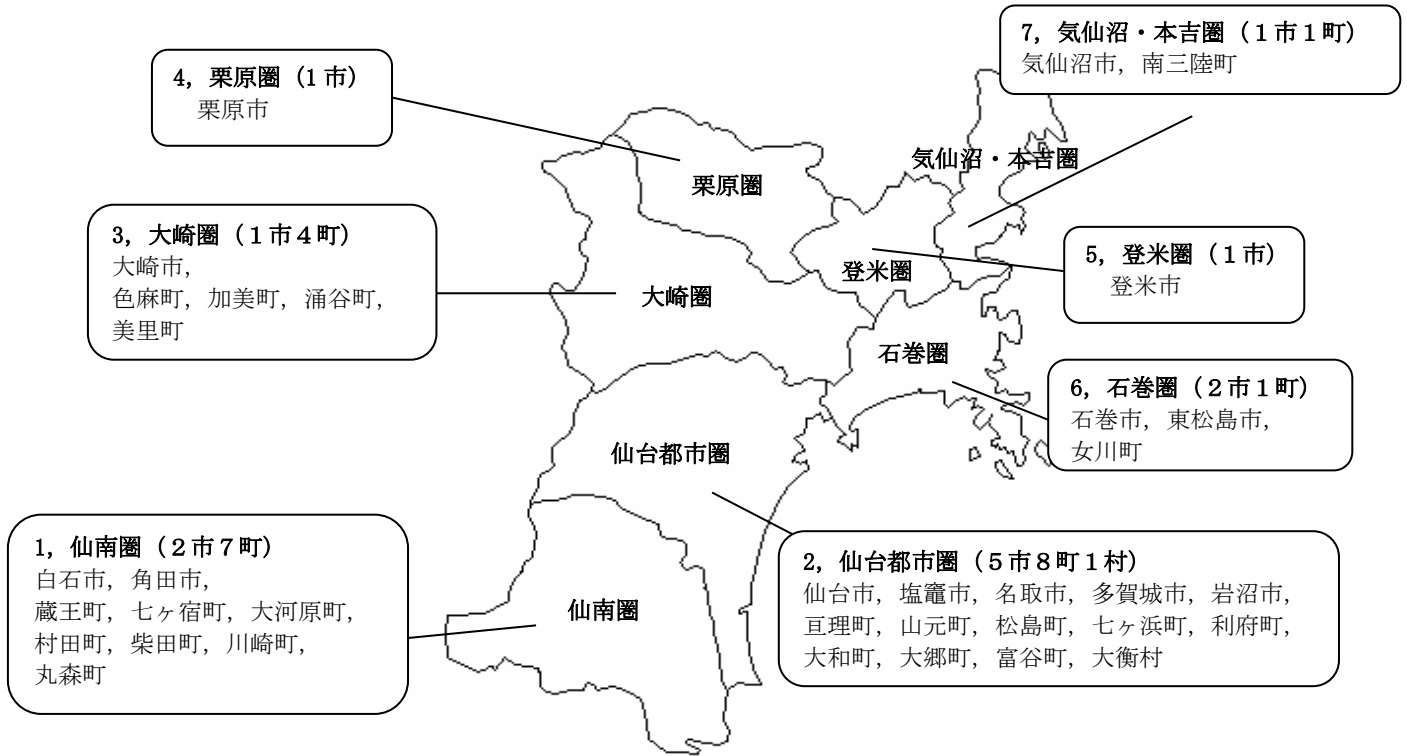 7, 気仙沼・本吉圏（１市１町）
気仙沼市, 南三陸町
4, 栗原圏（１市）
栗原市
気仙沼・本吉圏
栗原圏
3, 大崎圏（１市４町）
大崎市,
色麻町, 加美町, 涌谷町,
美里町
5, 登米圏（１市）
登米市
登米圏
大崎圏
石巻圏
6, 石巻圏（２市１町）
石巻市, 東松島市,
女川町
仙台都市圏
1, 仙南圏（２市７町）
白石市, 角田市,
蔵王町, 七ヶ宿町, 大河原町,
村田町, 柴田町, 川崎町,
丸森町
仙南圏
2, 仙台都市圏（５市８町１村）
仙台市, 塩竈市, 名取市, 多賀城市, 岩沼市,
亘理町, 山元町, 松島町, 七ヶ浜町, 利府町,
大和町, 大郷町, 富谷町, 大衡村